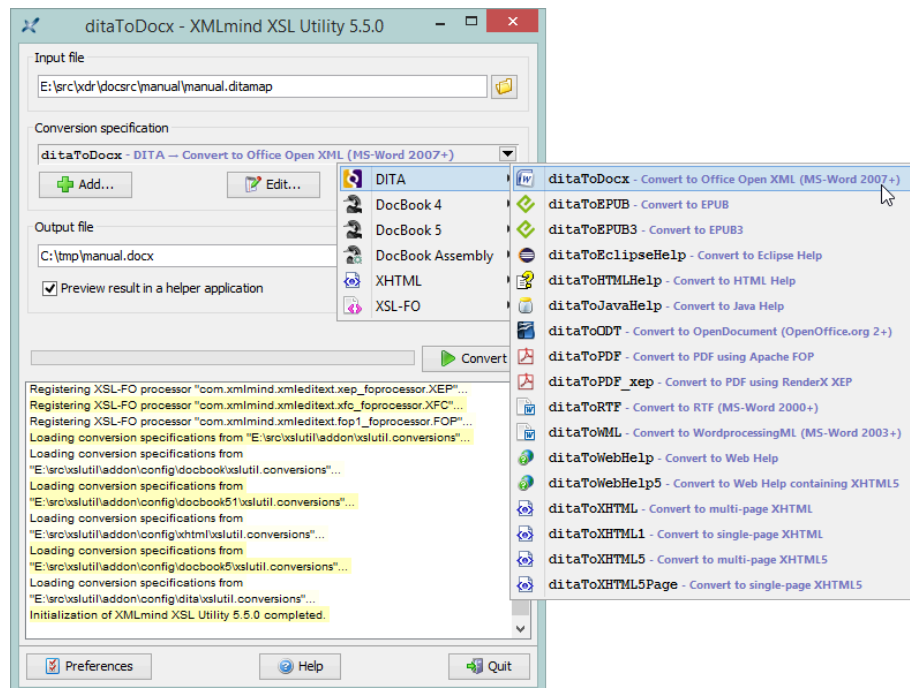 ditaToDocx - XMLmind XSL Utility 5.5.0
Input file
E:\src\xdr\docsrc\manual\manual.ditamap
Conversion specification
ditaToDocx - DITA → Convert to Office Open XML (MS-Word 2007+)
Add...
Edit...
Output file
C:\tmp\manual.docx
Preview result in a helper application
Convert
DITA
DocBook 4
DocBook 5
DocBook Assembly
XHTML
XSL-FO
ditaToDocx - Convert to Office Open XML (MS-Word 2007+)
ditaToEPUB - Convert to EPUB
ditaToEPUB3 - Convert to EPUB3
ditaToEclipseHelp - Convert to Eclipse Help
ditaToHTMLHelp - Convert to HTML Help
ditaToJavaHelp - Convert to Java Help
ditaToODT - Convert to OpenDocument (OpenOffice.org 2+)
ditaToPDF - Convert to PDF using Apache FOP
ditaToPDF_xep - Convert to PDF using RenderX XEP
ditaToRTF - Convert to RTF (MS-Word 2000+)
ditaToWML - Convert to WordprocessingML (MS-Word 2003+)
ditaToWebHelp - Convert to Web Help
ditaToWebHelp5 - Convert to Web Help containing XHTML5
ditaToXHTML - Convert to multi-page XHTML
ditaToXHTML1 - Convert to single-page XHTML
ditaToXHTML5 - Convert to multi-page XHTML5
ditaToXHTML5Page - Convert to single-page XHTML5
Registering XSL-FO processor "com.xmlmind.xmleditext.xep_foprocessor.XEP"...
Registering XSL-FO processor "com.xmlmind.xmleditext.xfc_foprocessor.XFC"...
Registering XSL-FO processor "com.xmlmind.xmleditext.fop1_foprocessor.FOP"...
Loading conversion specifications from "E:\src\xslutil\addon\xslutil.conversions"...
Loading conversion specifications from
"E:\src\xslutil\addon\config\docbook\xslutil.conversions"...
Loading conversion specifications from
"E:\src\xslutil\addon\config\docbook51\xslutil.conversions"...
Loading conversion specifications from
"E:\src\xslutil\addon\config\xhtml\xslutil.conversions"...
Loading conversion specifications from
"E:\src\xslutil\addon\config\docbook5\xslutil.conversions"...
Loading conversion specifications from
"E:\src\xslutil\addon\config\dita\xslutil.conversions"...
Initialization of XMLmind XSL Utility 5.5.0 completed.
Preferences
Help
Quit